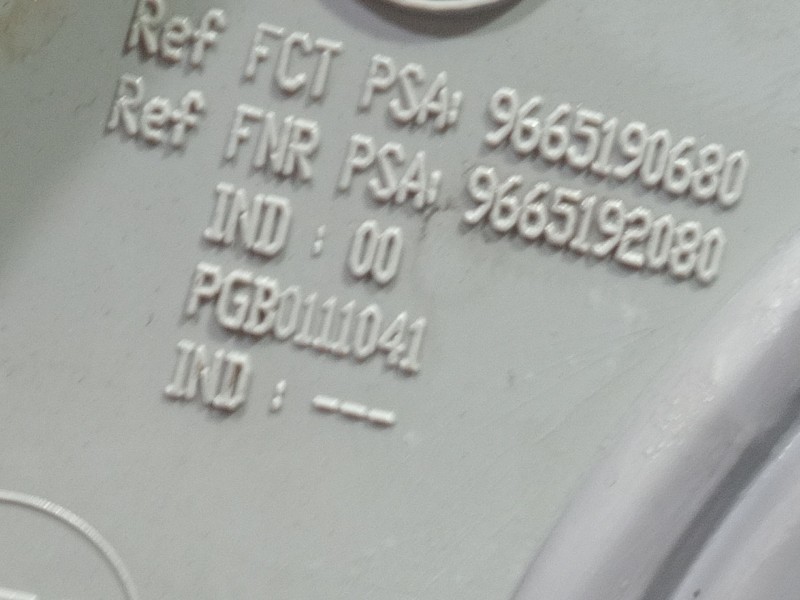 Ref FCT PSA: 9665190680
Ref FNR PSA: 9665192080
IND : 00
PGB0111041
IND : ---